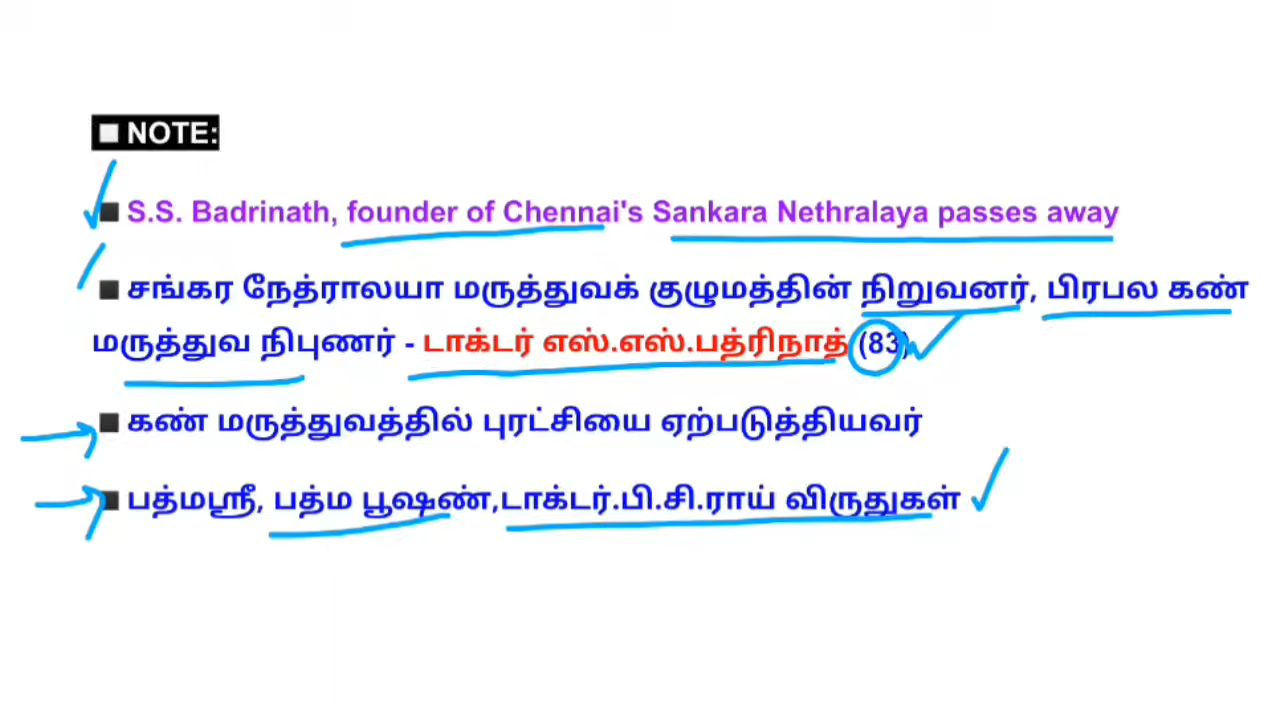 NOTE:
S.S. Badrinath, founder of Chennai's Sankara Nethralaya passes away
சங்கர நேத்ராலயா மருத்துவக் குழுமத்தின் நிறுவனர், பிரபல கண்
மருத்துவ நிபுணர் - டாக்டர் எஸ்.எஸ்.பத்ரிநாத் (83)
கண் மருத்துவத்தில் புரட்சியை ஏற்படுத்தியவர்
பத்மஸ்ரீ, பத்ம பூஷண்,டாக்டர்.பி.சி.ராய் விருதுகள்